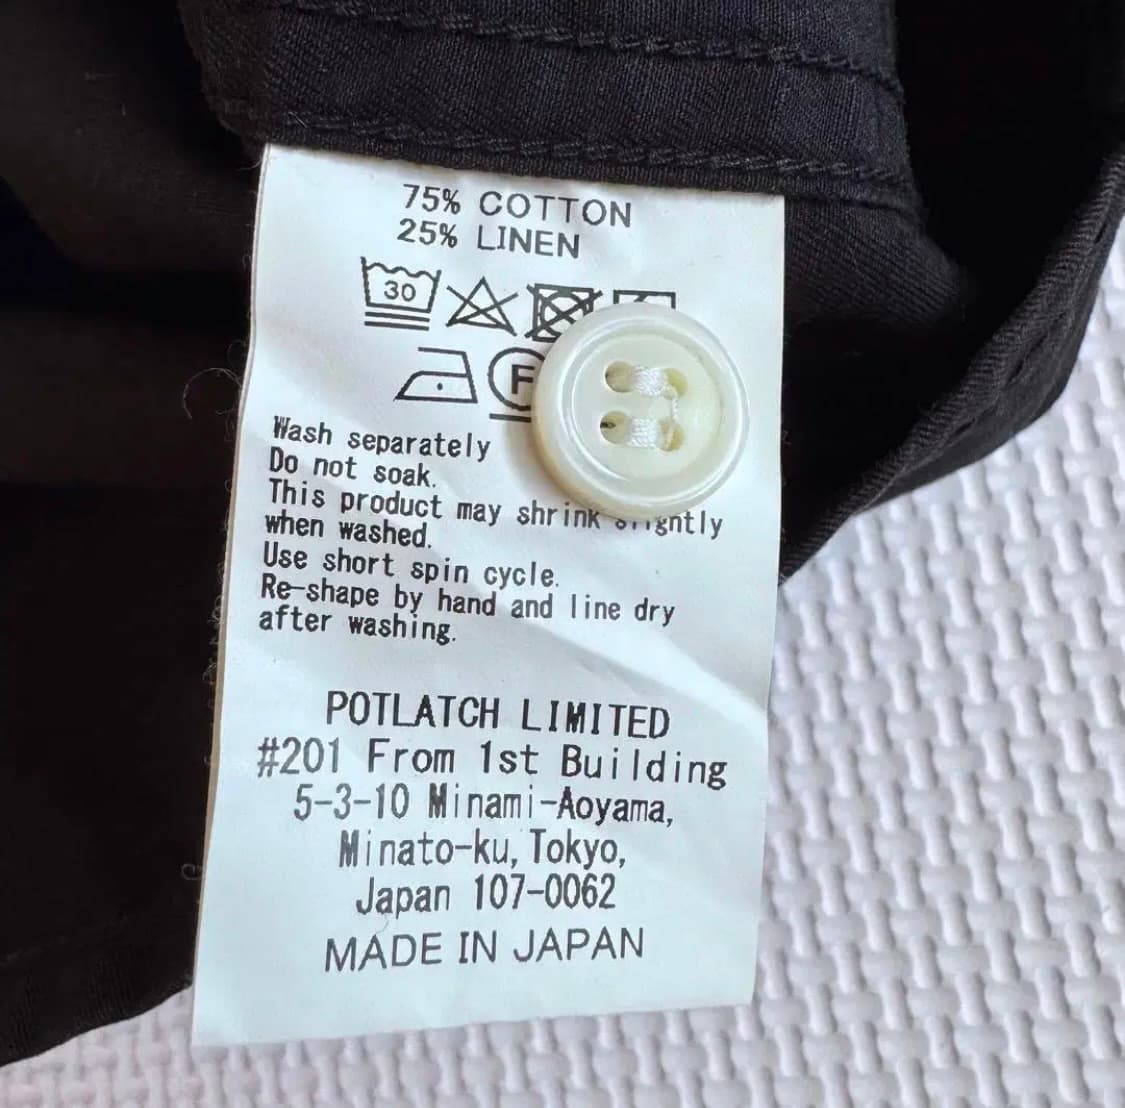 75% COTTON
25% LINEN
30
F
Wash separately
Do not soak.
This product may shrink slightly
when washed.
Use short spin cycle.
Re-shape by hand and line dry
after washing.
POTLATCH LIMITED
#201 From 1st Building
5-3-10 Minami-Aoyama,
Minato-ku, Tokyo,
Japan 107-0062
MADE IN JAPAN